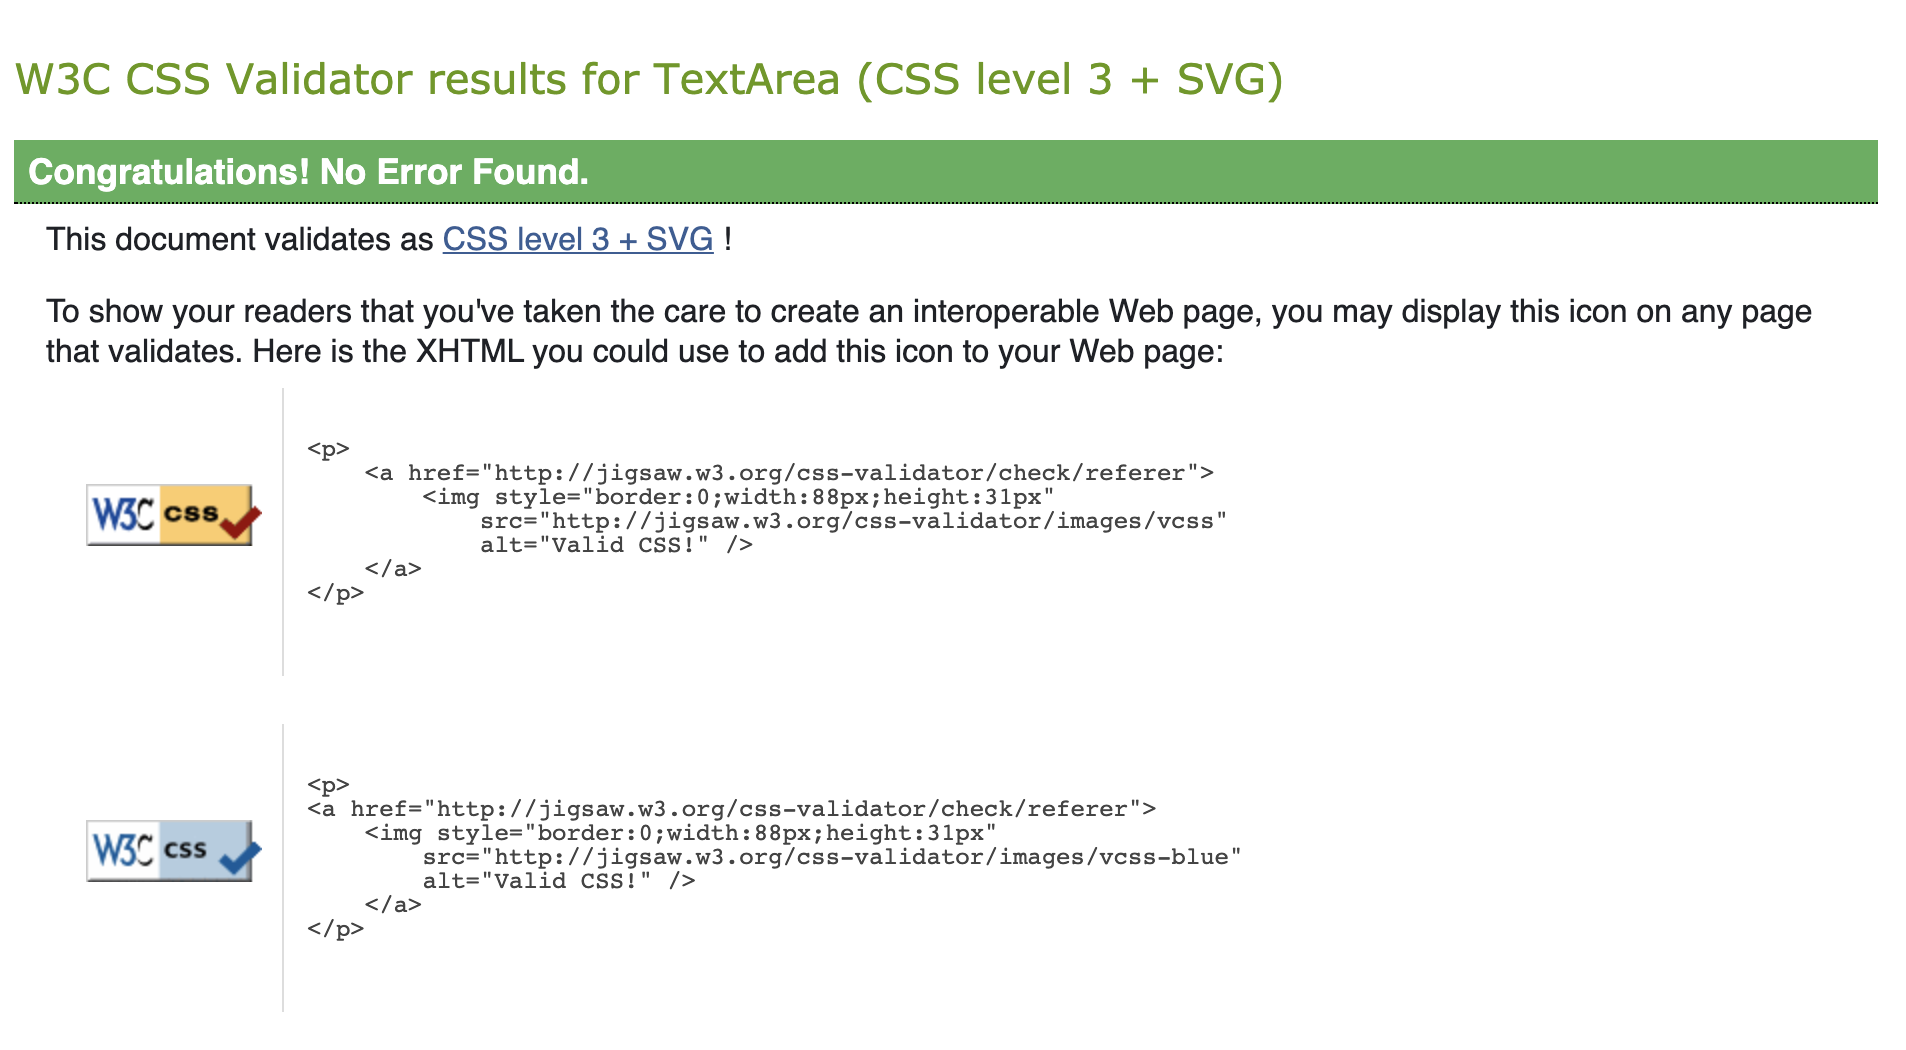 W3C CSS Validator results for TextArea (CSS level 3 + SVG)
Congratulations! No Error Found.
This document validates as CSS level 3 + SVG !
To show your readers that you've taken the care to create an interoperable Web page, you may display this icon on any page
that validates. Here is the XHTML you could use to add this icon to your Web page:
W3C css
<p>
    <a href="http://jigsaw.w3.org/css-validator/check/referer">
        <img style="border:0;width:88px;height:31px"
            src="http://jigsaw.w3.org/css-validator/images/vcss"
            alt="Valid CSS!" />
    </a>
</p>
W3C css
<p>
<a href="http://jigsaw.w3.org/css-validator/check/referer">
    <img style="border:0;width:88px;height:31px"
        src="http://jigsaw.w3.org/css-validator/images/vcss-blue"
        alt="Valid CSS!" />
    </a>
</p>